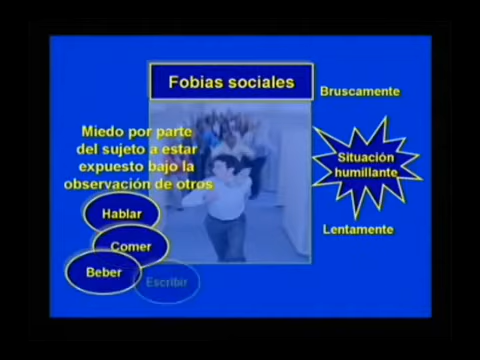 Fobias sociales
Bruscamente
Miedo por parte
del sujeto a estar
expuesto bajo la
observación de otros
Situación
humillante
Hablar
Lentamente
Comer
Beber
Escribir